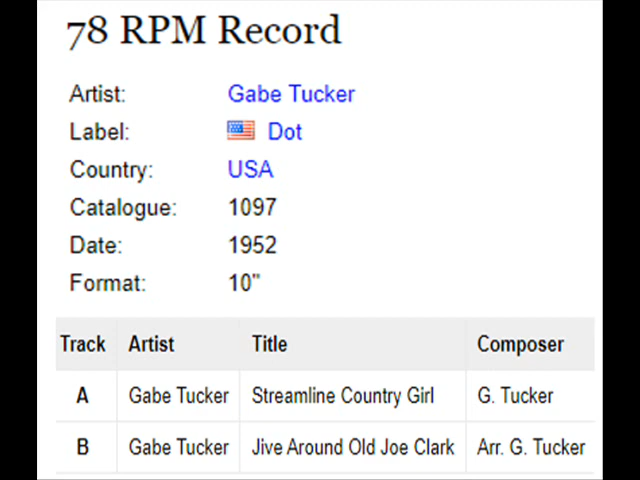 78 RPM Record
Artist: Gabe Tucker
Label: Dot
Country: USA
Catalogue: 1097
Date: 1952
Format: 10"
Track Artist Title Composer
A Gabe Tucker Streamline Country Girl G. Tucker
B Gabe Tucker Jive Around Old Joe Clark Arr. G. Tucker